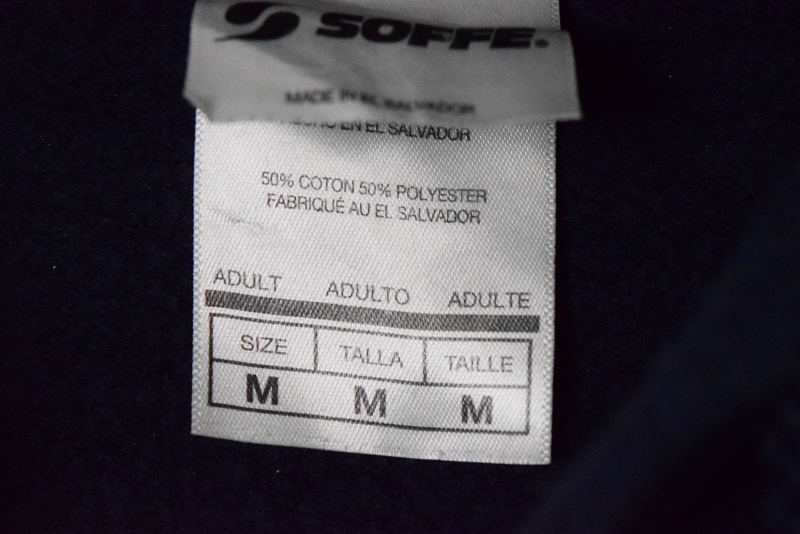 SOFFE.
MADE IN EL SALVADOR
HECHO EN EL SALVADOR
50% COTON 50% POLYESTER
FABRIQUÉ AU EL SALVADOR
ADULT ADULTO ADULTE
SIZE TALLA TAILLE
M M M